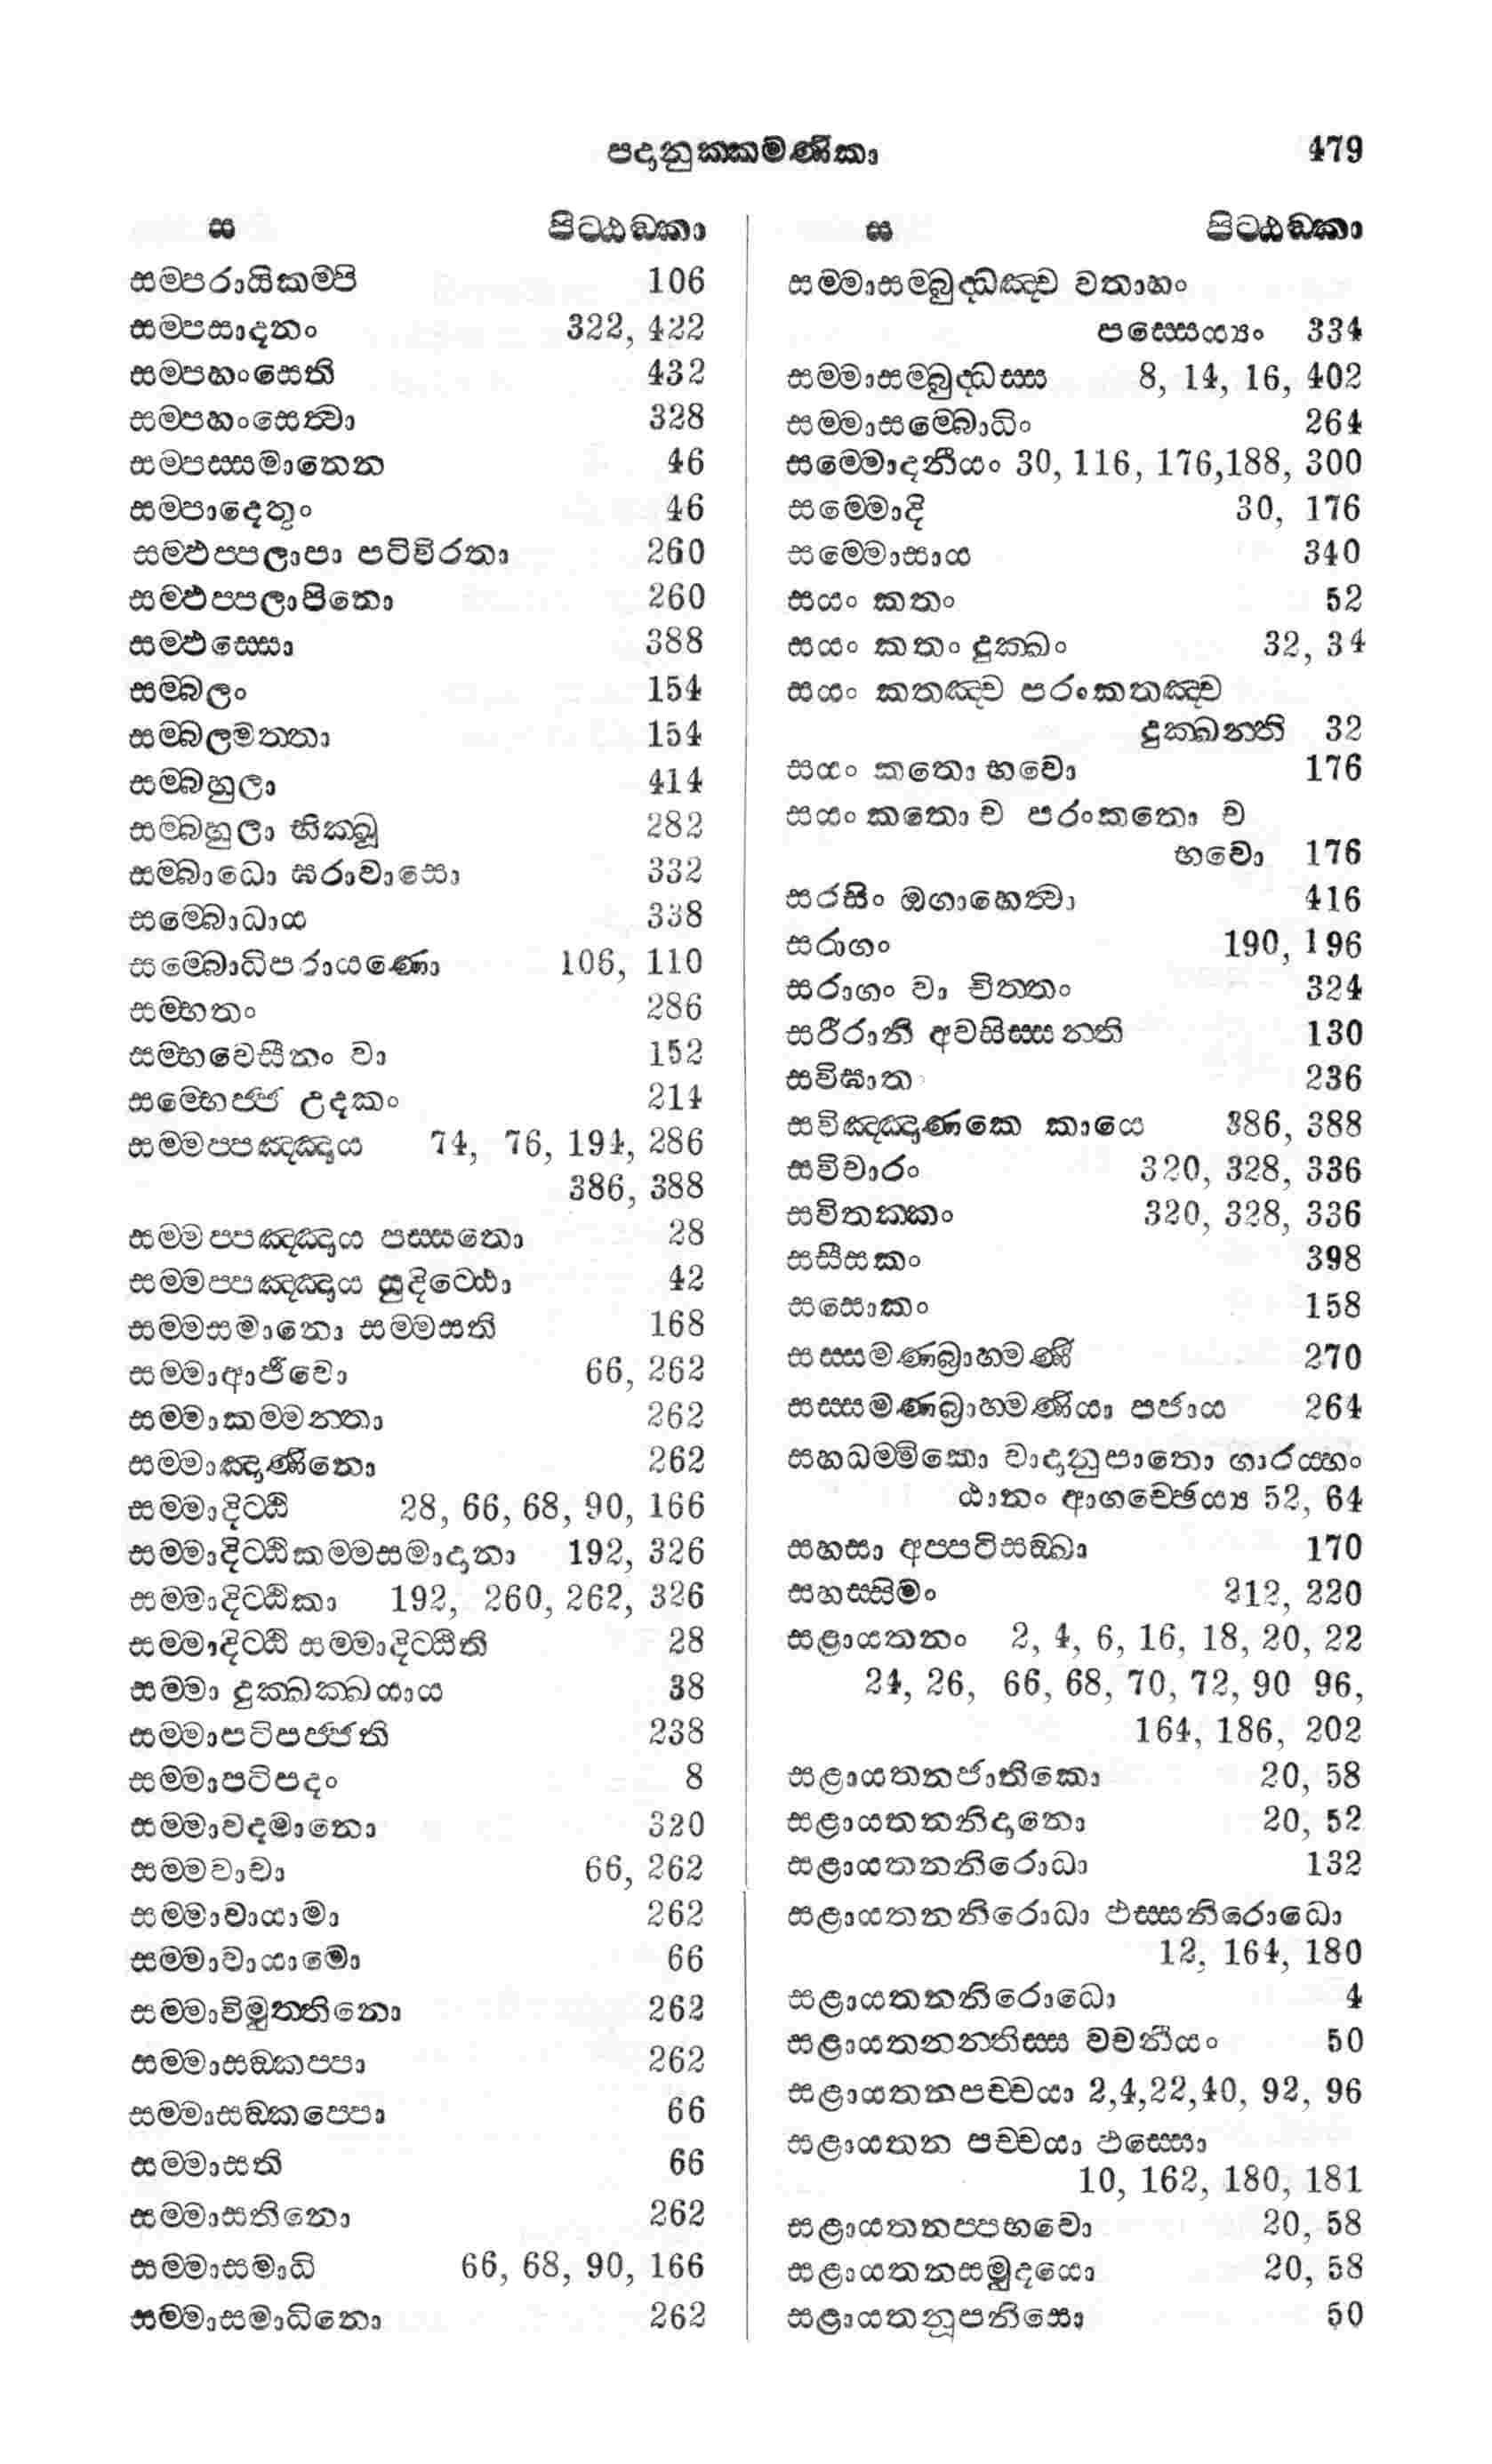 පදානුක්කමණිකා 479
ස පිට්ඨඞ්කා
සම්පරායිකම්පි 106
සම්පසාදනං 322, 422
සම්පහංසෙති 432
සම්පහංසෙත්වා 328
සම්පස්සමානෙන 46
සම්පාදෙතුං 46
සම්ඵප්පලාපා පටිවිරතා 260
සම්ඵප්පලාපිනො 260
සම්ඵස්සො 388
සම්බලං 154
සම්බලමත්තා 154
සම්බහුලා 414
සම්බහුලා භික්ඛූ 282
සම්බාධො ඝරාවාසො 332
සම්බොධාය 338
සම්බොධිපරායණො 106, 110
සම්භතං 286
සම්භවෙසීනං වා 152
සම්භෙජ්ජ උදකං 214
සම්මප්පඤ්ඤාය 74, 76, 194, 286
386, 388
සම්මප්පඤ්ඤාය පස්සතො 28
සම්මප්පඤ්ඤාය සුදිට්ඨො 42
සම්මසමානො සම්මසති 168
සම්මාආජීවො 66, 262
සම්මාකම්මන්තා 262
සම්මාඤාණිනො 262
සම්මාදිට්ඨි 28, 66, 68, 90, 166
සම්මාදිට්ඨිකම්මසමාදානා 192, 326
සම්මාදිට්ඨිකා 192, 260, 262, 326
සම්මාදිට්ඨි සම්මාදිට්ඨීති 28
සම්මා දුක්ඛක්ඛයාය 38
සම්මාපටිපජ්ජති 238
සම්මාපටිපදං 8
සම්මාවදමානො 320
සම්මවාචා 66, 262
සම්මාවායාමා 262
සම්මාවායාමො 66
සම්මාවිමුත්තිනො 262
සම්මාසඞ්කප්පා 262
සම්මාසඞ්කප්පො 66
සම්මාසති 66
සම්මාසතිනො 262
සම්මාසමාධි 66, 68, 90, 166
සම්මාසමාධිනො 262
ස පිට්ඨඞ්කා
සම්මාසම්බුද්ධඤ්ච වතාහං
පස්සෙය්‍යං 334
සම්මාසම්බුද්ධස්ස 8, 14, 16, 402
සම්මාසම්බොධිං 264
සම්මොදනීයං 30, 116, 176,188, 300
සම්මොදි 30, 176
සම්මොසාය 340
සයං කතං 52
සයං කතං දුක්ඛං 32, 34
සයං කතඤ්ච පරංකතඤ්ච
දුක්ඛන්ති 32
සයං කතො භවො 176
සයං කතො ච පරංකතො ච
භවො 176
සරසිං ඔගාහෙත්වා 416
සරාගං 190, 196
සරාගං වා චිත්තං 324
සරීරානි අවසිස්සන්ති 130
සවිඝාත 236
සවිඤ්ඤාණකෙ කායෙ 386, 388
සවිචාරං 320, 328, 336
සවිතක්කං 320, 328, 336
සසීසකං 398
සසොකං 158
සස්සමණබ්‍රාහ්මණි 270
සස්සමණබ්‍රාහ්මණියා පජාය 264
සහධම්මිකො වාදානුපාතො ගාරය්හං
ඨානං ආගච්ඡෙය්‍ය 52, 64
සහසා අප්පටිසඞ්ඛා 170
සහස්සිමං 212, 220
සළායතනං 2, 4, 6, 16, 18, 20, 22
24, 26, 66, 68, 70, 72, 90 96,
164, 186, 202
සළායතනජාතිකො 20, 58
සළායතනනිදානො 20, 52
සළායතනනිරොධා 132
සළායතනනිරොධා ඵස්සනිරොධො
12, 164, 180
සළායතනනිරොධො 4
සළායතනන්තිස්ස වචනීයං 50
සළායතනපච්චයා 2,4,22,40, 92, 96
සළායතන පච්චයා ඵස්සො
10, 162, 180, 181
සළායතනප්පභවො 20, 58
සළායතනසමුදයො 20, 58
සළායතනූපනිසො 50